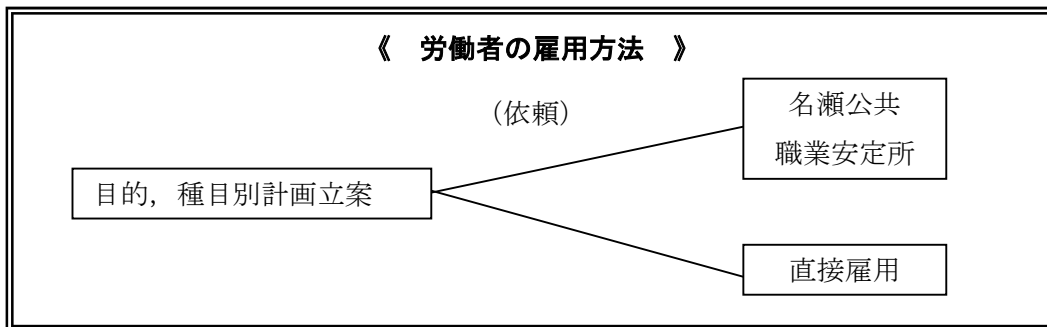 《　労働者の雇用方法　》
（依頼）
名瀬公共
職業安定所
目的，種目別計画立案
直接雇用